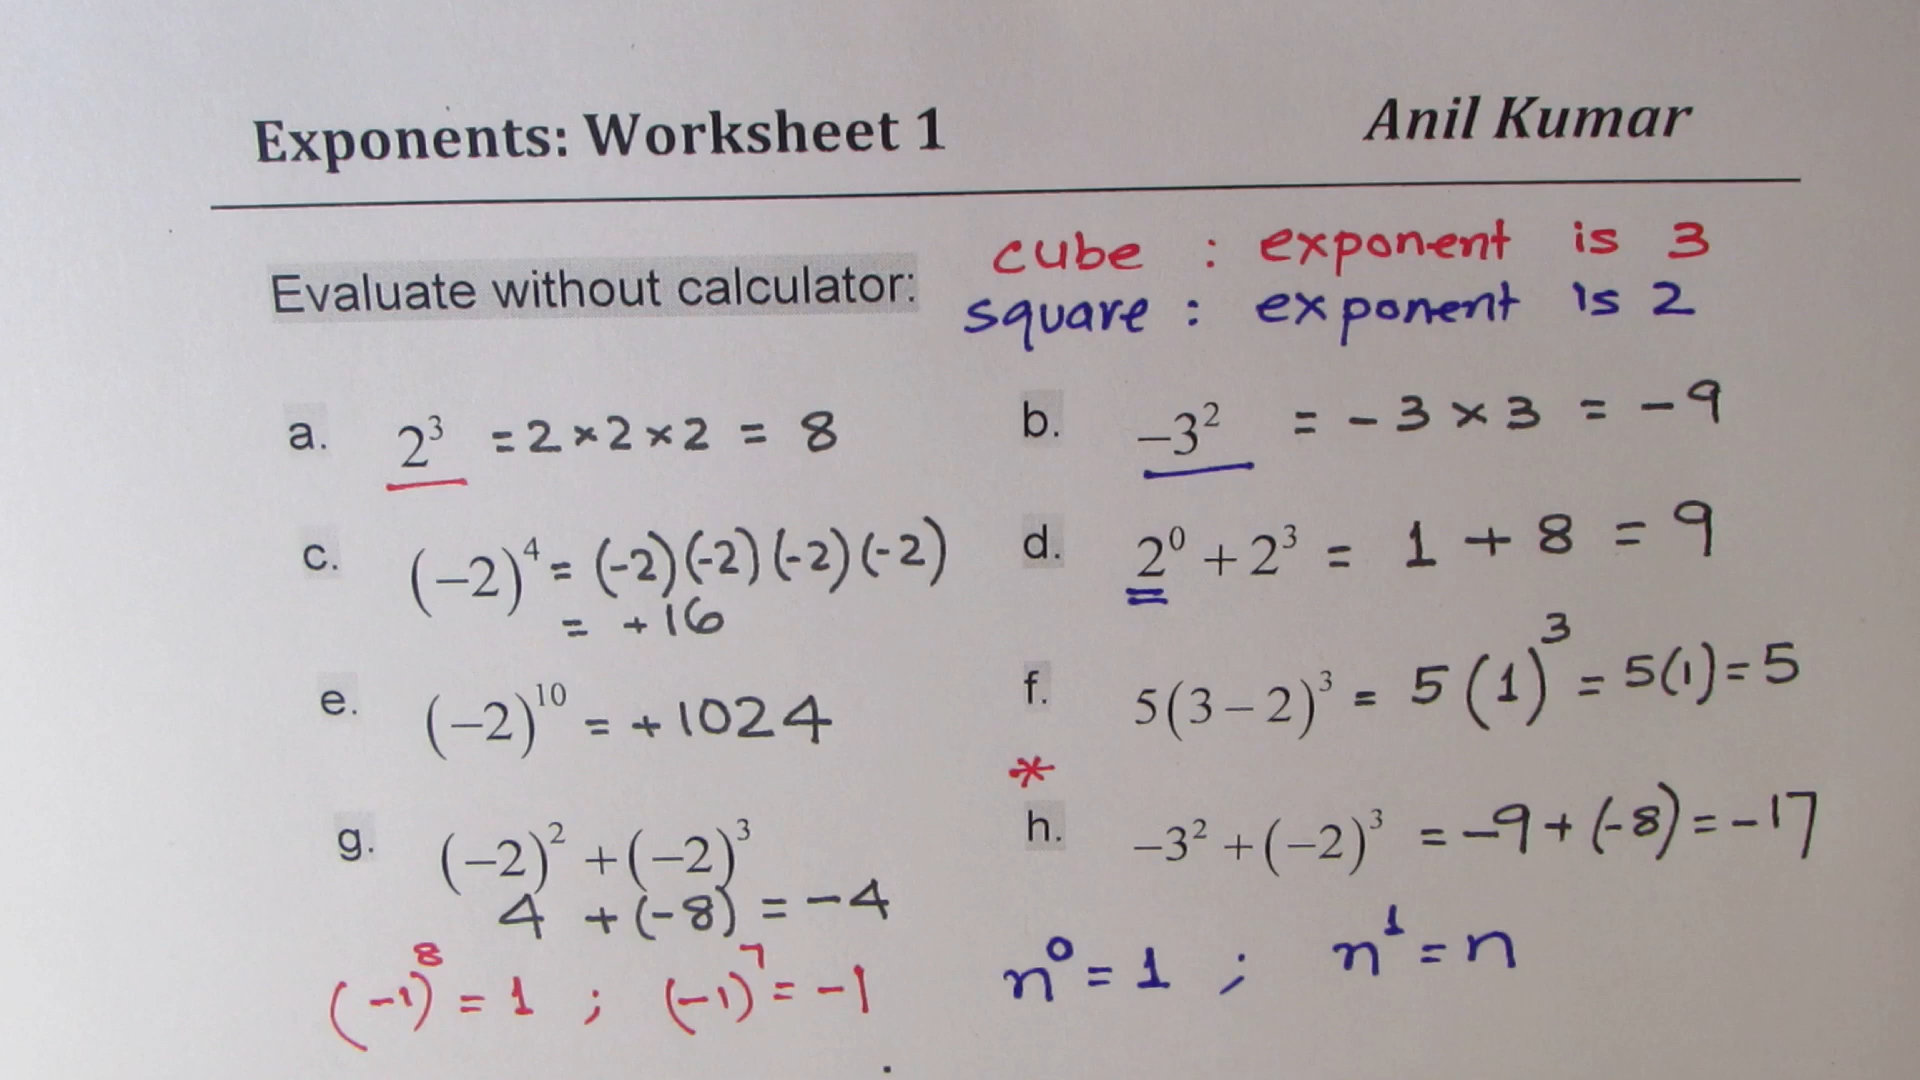 Exponents: Worksheet 1 Anil Kumar
Evaluate without calculator: cube : exponent is 3
square : exponent is 2
a. 2³ = 2 × 2 × 2 = 8
b. −3² = − 3 × 3 = − 9
c. (−2)⁴ = (-2)(-2)(-2)(-2)
= +16
d. 2⁰ + 2³ = 1 + 8 = 9
e. (−2)¹⁰ = +1024
f. 5(3 − 2)³ = 5(1)³ = 5(1) = 5
*
g. (−2)² + (−2)³
4 + (-8) = -4
h. −3² + (−2)³ = -9 + (-8) = -17
(-1)⁸ = 1 ; (-1)⁷ = -1
n⁰ = 1 ; n¹ = n